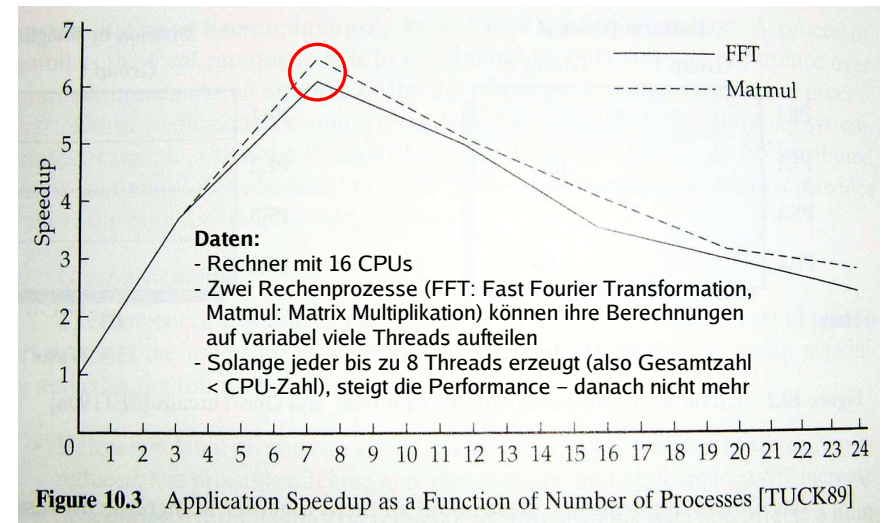 7
6
5
4
3
2
1
0
Speedup
FFT
Matmul
Daten:
- Rechner mit 16 CPUs
- Zwei Rechenprozesse (FFT: Fast Fourier Transformation,
Matmul: Matrix Multiplikation) können ihre Berechnungen
auf variabel viele Threads aufteilen
- Solange jeder bis zu 8 Threads erzeugt (also Gesamtzahl
< CPU-Zahl), steigt die Performance – danach nicht mehr
1 2 3 4 5 6 7 8 9 10 11 12 13 14 15 16 17 18 19 20 21 22 23 24
Figure 10.3 Application Speedup as a Function of Number of Processes [TUCK89]